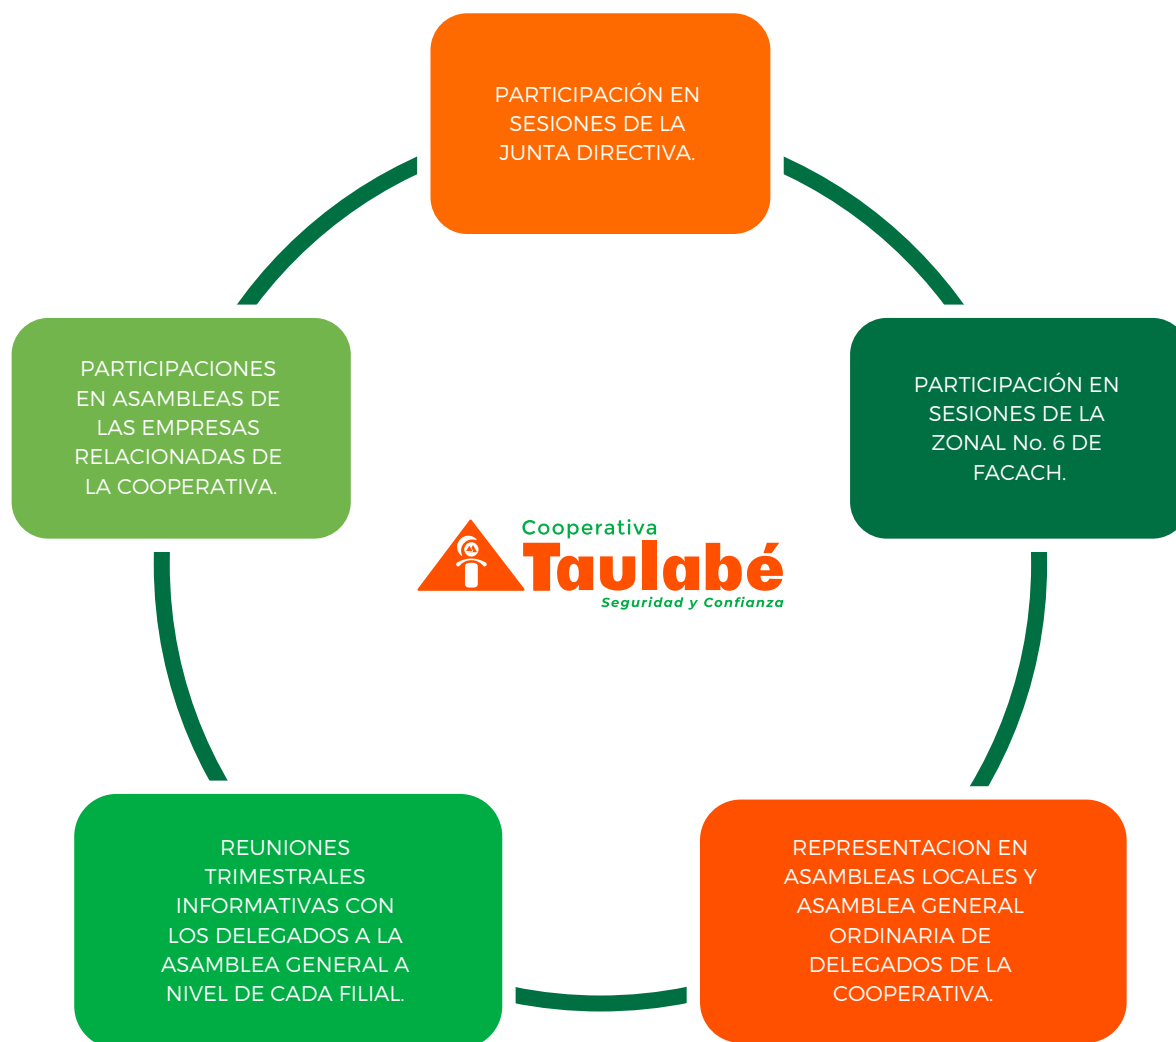 PARTICIPACIÓN EN
SESIONES DE LA
JUNTA DIRECTIVA.
PARTICIPACIONES
EN ASAMBLEAS DE
LAS EMPRESAS
RELACIONADAS DE
LA COOPERATIVA.
PARTICIPACIÓN EN
SESIONES DE LA
ZONAL No. 6 DE
FACACH.
Cooperativa
Taulabé
Seguridad y Confianza
REUNIONES
TRIMESTRALES
INFORMATIVAS CON
LOS DELEGADOS A LA
ASAMBLEA GENERAL A
NIVEL DE CADA FILIAL.
REPRESENTACION EN
ASAMBLEAS LOCALES Y
ASAMBLEA GENERAL
ORDINARIA DE
DELEGADOS DE LA
COOPERATIVA.